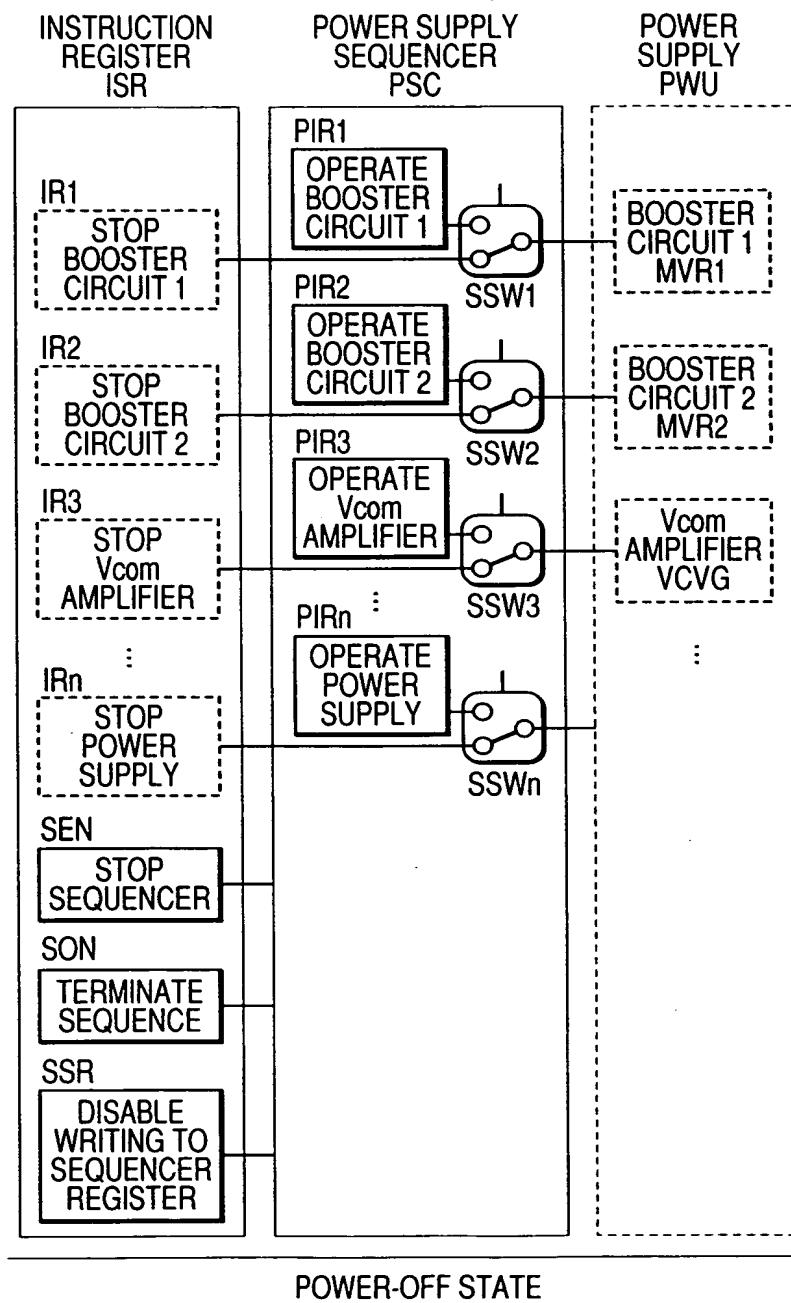 INSTRUCTION
REGISTER
ISR
POWER SUPPLY
SEQUENCER
PSC
POWER
SUPPLY
PWU
IR1
STOP
BOOSTER
CIRCUIT 1
IR2
STOP
BOOSTER
CIRCUIT 2
IR3
STOP
Vcom
AMPLIFIER
⋮
IRn
STOP
POWER
SUPPLY
SEN
STOP
SEQUENCER
SON
TERMINATE
SEQUENCE
SSR
DISABLE
WRITING TO
SEQUENCER
REGISTER
PIR1
OPERATE
BOOSTER
CIRCUIT 1
SSW1
PIR2
OPERATE
BOOSTER
CIRCUIT 2
SSW2
PIR3
OPERATE
Vcom
AMPLIFIER
SSW3
⋮
PIRn
OPERATE
POWER
SUPPLY
SSWn
BOOSTER
CIRCUIT 1
MVR1
BOOSTER
CIRCUIT 2
MVR2
Vcom
AMPLIFIER
VCVG
⋮
POWER-OFF STATE